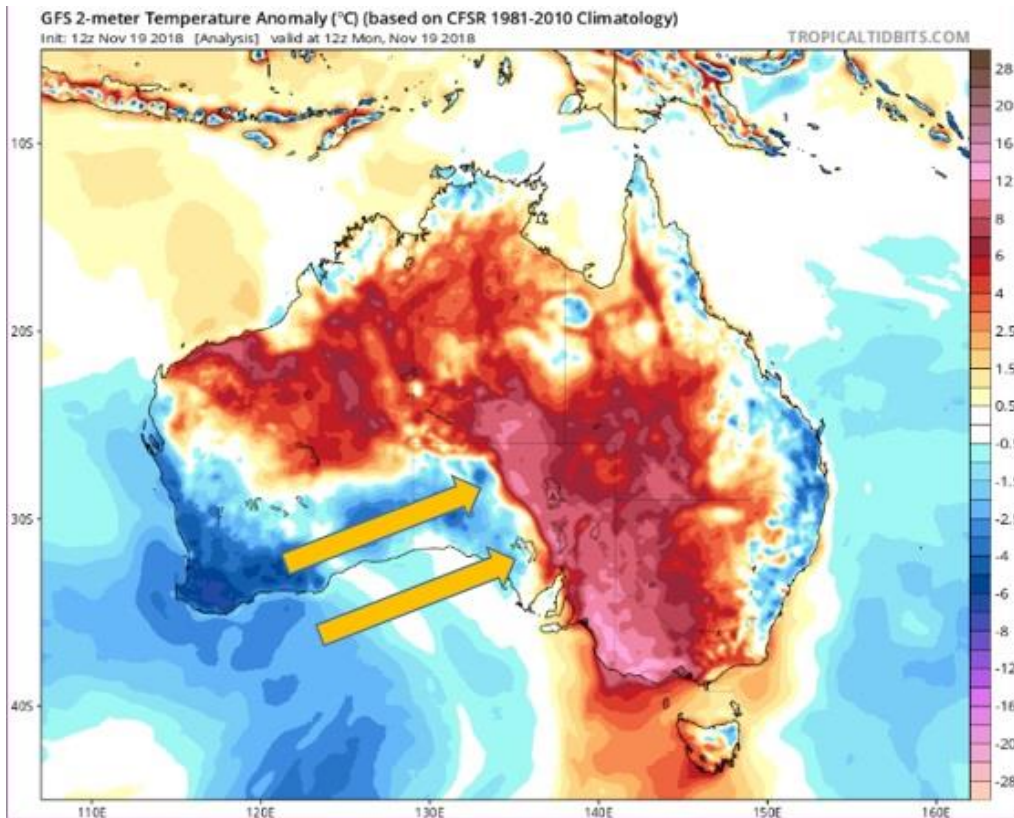 GFS 2-meter Temperature Anomaly (°C) (based on CFSR 1981-2010 Climatology)
Init: 12z Nov 19 2018 [Analysis] valid at 12z Mon, Nov 19 2018
TROPICALTIDBITS.COM
10S
20S
30S
40S
110E
120E
130E
140E
150E
160E
28
20
16
12
8
6
4
2.5
1.5
0.5
-0.5
-1.5
-2.5
-4
-6
-8
-12
-16
-20
-28